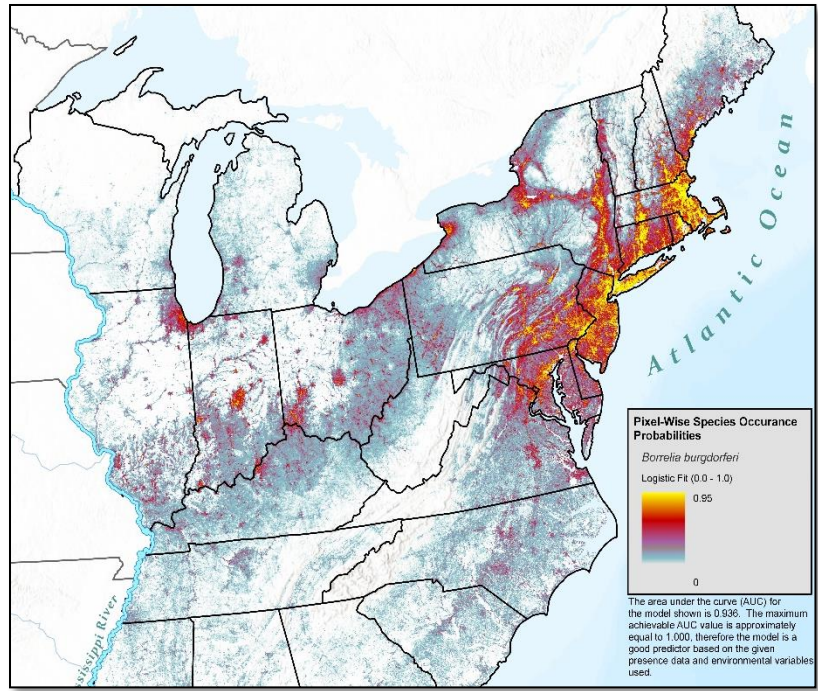 Atlantic Ocean
Pixel-Wise Species Occurance
Probabilities
Borrelia burgdorferi
Logistic Fit (0.0 - 1.0)
0.95
0
The area under the curve (AUC) for
the model shown is 0.936. The maximum
achievable AUC value is approximately
equal to 1.000, therefore the model is a
good predictor based on the given
presence data and environmental variables
used.
ssissippi River